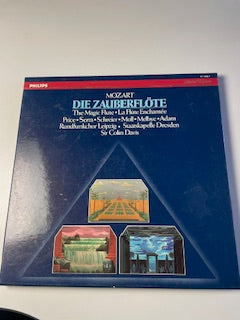 PHILIPS
MOZART
DIE ZAUBERFLÖTE
The Magic Flute • La Flûte Enchantée
Price • Serra • Schreier • Moll • Melbye • Adam
Rundfunkchor Leipzig • Staatskapelle Dresden
Sir Colin Davis